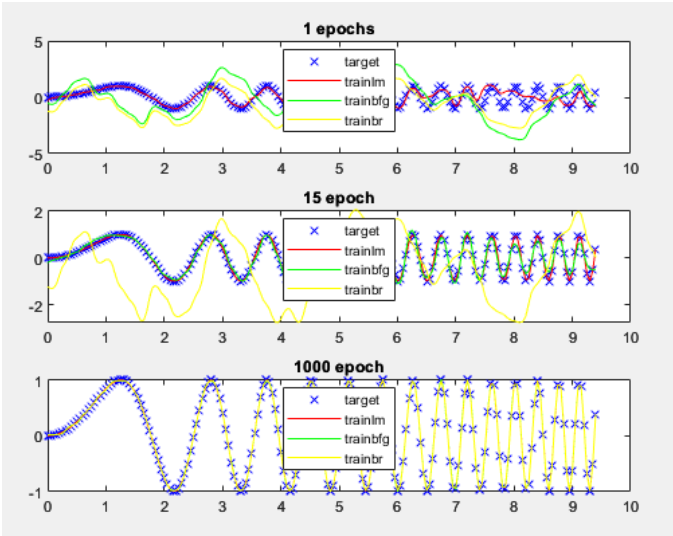 1 epochs
5
0
-5
target
trainlm
trainbfg
trainbr
0 1 2 3 4 5 6 7 8 9 10
15 epoch
2
0
-2
target
trainlm
trainbfg
trainbr
0 1 2 3 4 5 6 7 8 9 10
1000 epoch
1
0
-1
target
trainlm
trainbfg
trainbr
0 1 2 3 4 5 6 7 8 9 10